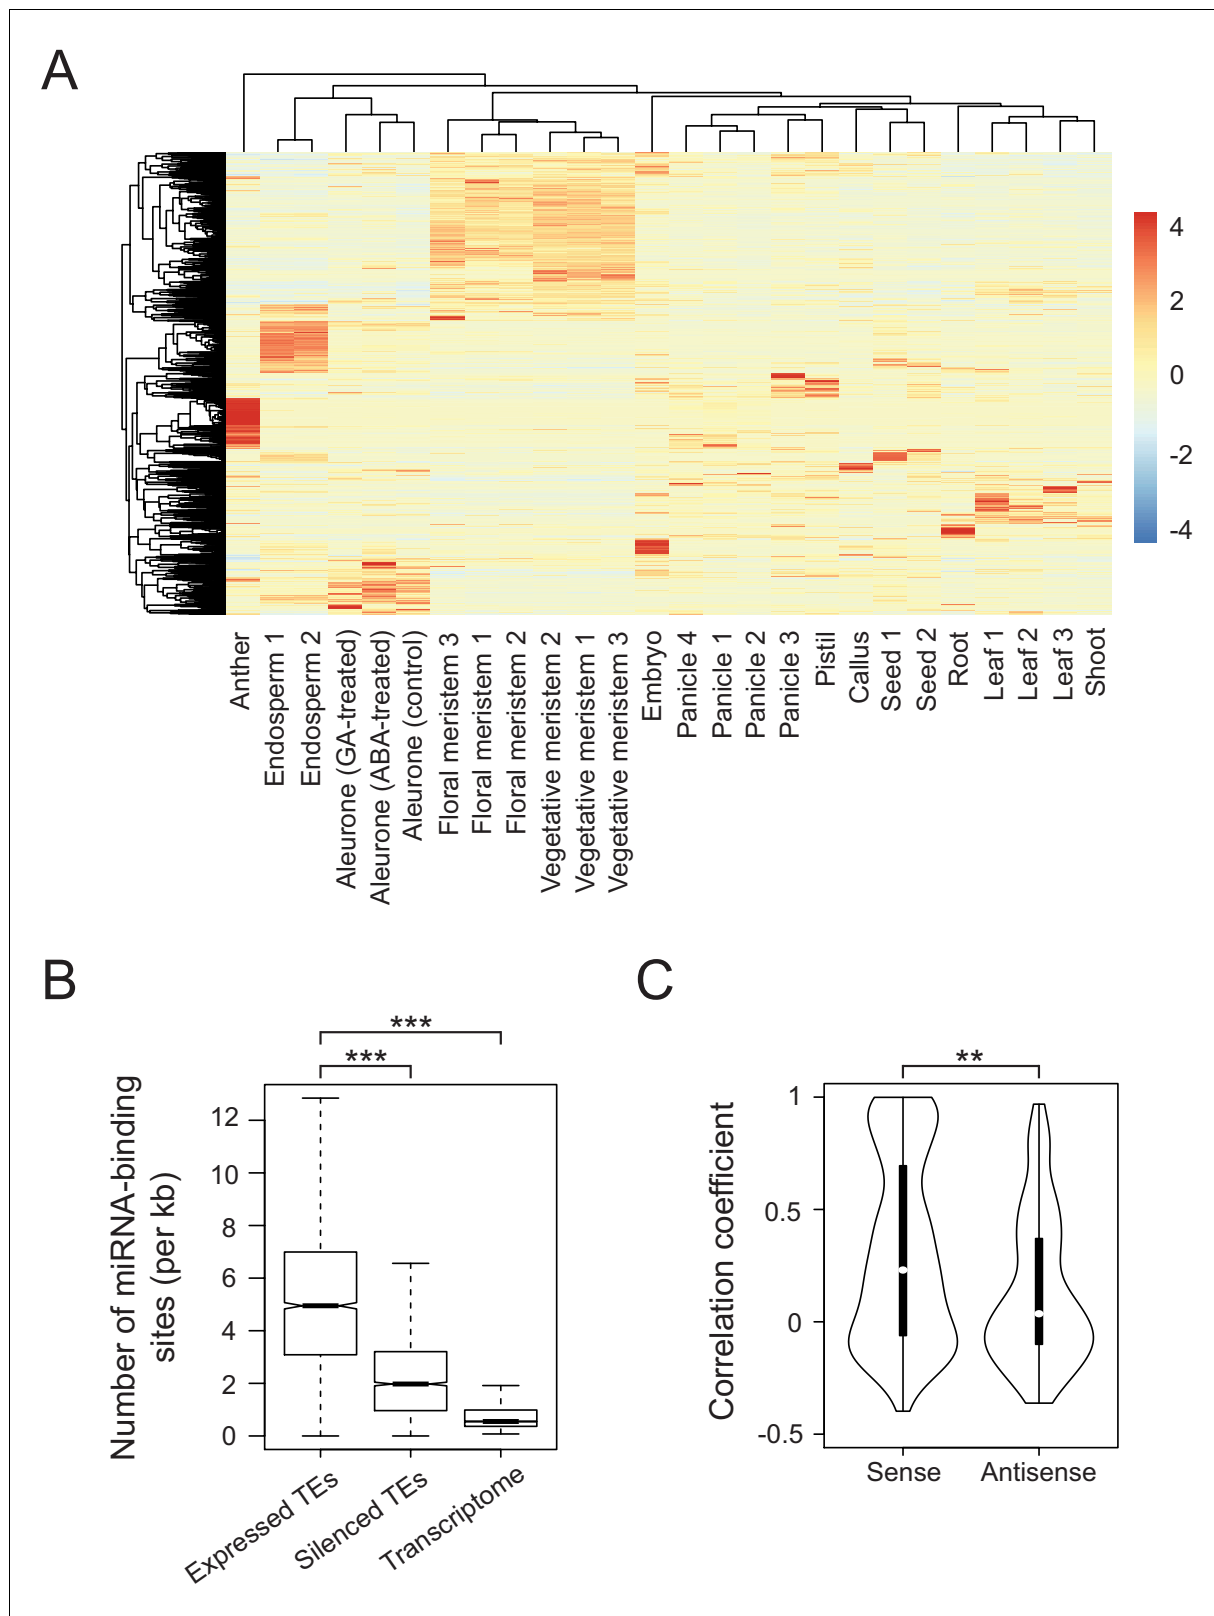 A
4
2
0
-2
-4
Anther
Endosperm 1
Endosperm 2
Aleurone (GA-treated)
Aleurone (ABA-treated)
Aleurone (control)
Floral meristem 3
Floral meristem 1
Floral meristem 2
Vegetative meristem 2
Vegetative meristem 1
Vegetative meristem 3
Embryo
Panicle 4
Panicle 1
Panicle 2
Panicle 3
Pistil
Callus
Seed 1
Seed 2
Root
Leaf 1
Leaf 2
Leaf 3
Shoot
B
***
***
Number of miRNA-binding
sites (per kb)
12
10
8
6
4
2
0
Expressed TEs
Silenced TEs
Transcriptome
C
**
Correlation coefficient
1
0.5
0
-0.5
Sense
Antisense